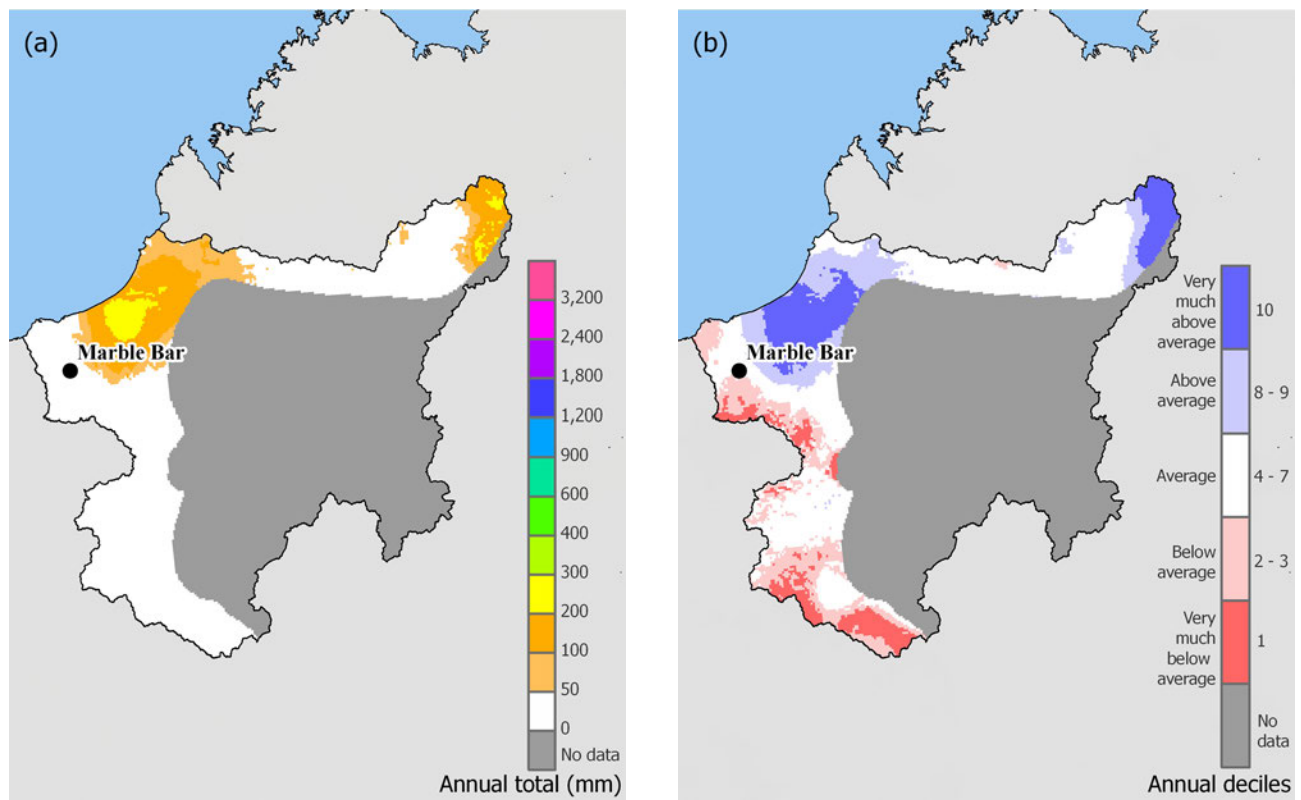 (a)
Marble Bar
3,200
2,400
1,800
1,200
900
600
400
300
200
100
50
0
No data
Annual total (mm)
(b)
Marble Bar
Very
much
above
average
10
Above
average
8 - 9
Average
4 - 7
Below
average
2 - 3
Very
much
below
average
1
No
data
Annual deciles